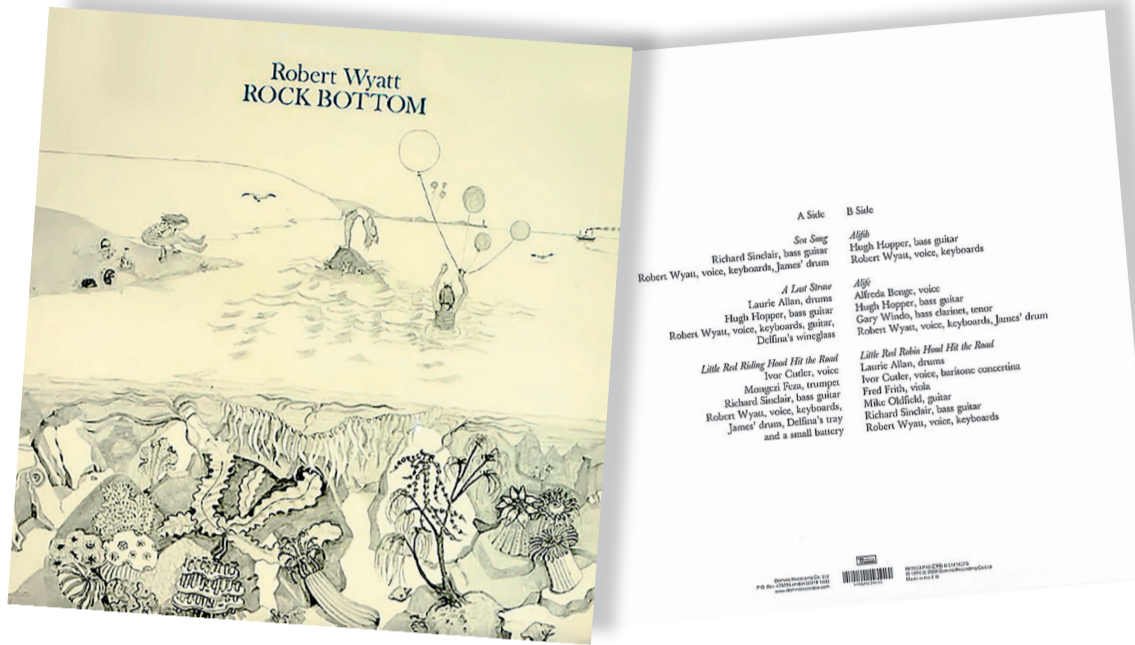 Robert Wyatt
ROCK BOTTOM
A Side
Sea Song
Richard Sinclair, bass guitar
Robert Wyatt, voice, keyboards, James' drum
A Last Straw
Laurie Allan, drums
Hugh Hopper, bass guitar
Robert Wyatt, voice, keyboards, guitar,
Delfina's wineglass
Little Red Riding Hood Hit the Road
Ivor Cutler, voice
Mongezi Feza, trumpet
Richard Sinclair, bass guitar
Robert Wyatt, voice, keyboards,
James' drum, Delfina's tray
and a small battery
B Side
Alifib
Hugh Hopper, bass guitar
Robert Wyatt, voice, keyboards
Alife
Alfreda Benge, voice
Hugh Hopper, bass guitar
Gary Windo, bass clarinet, tenor
Robert Wyatt, voice, keyboards, James' drum
Little Red Robin Hood Hit the Road
Laurie Allan, drums
Ivor Cutler, voice, baritone concertina
Fred Frith, viola
Mike Oldfield, guitar
Richard Sinclair, bass guitar
Robert Wyatt, voice, keyboards
Domino Recording Co. Ltd